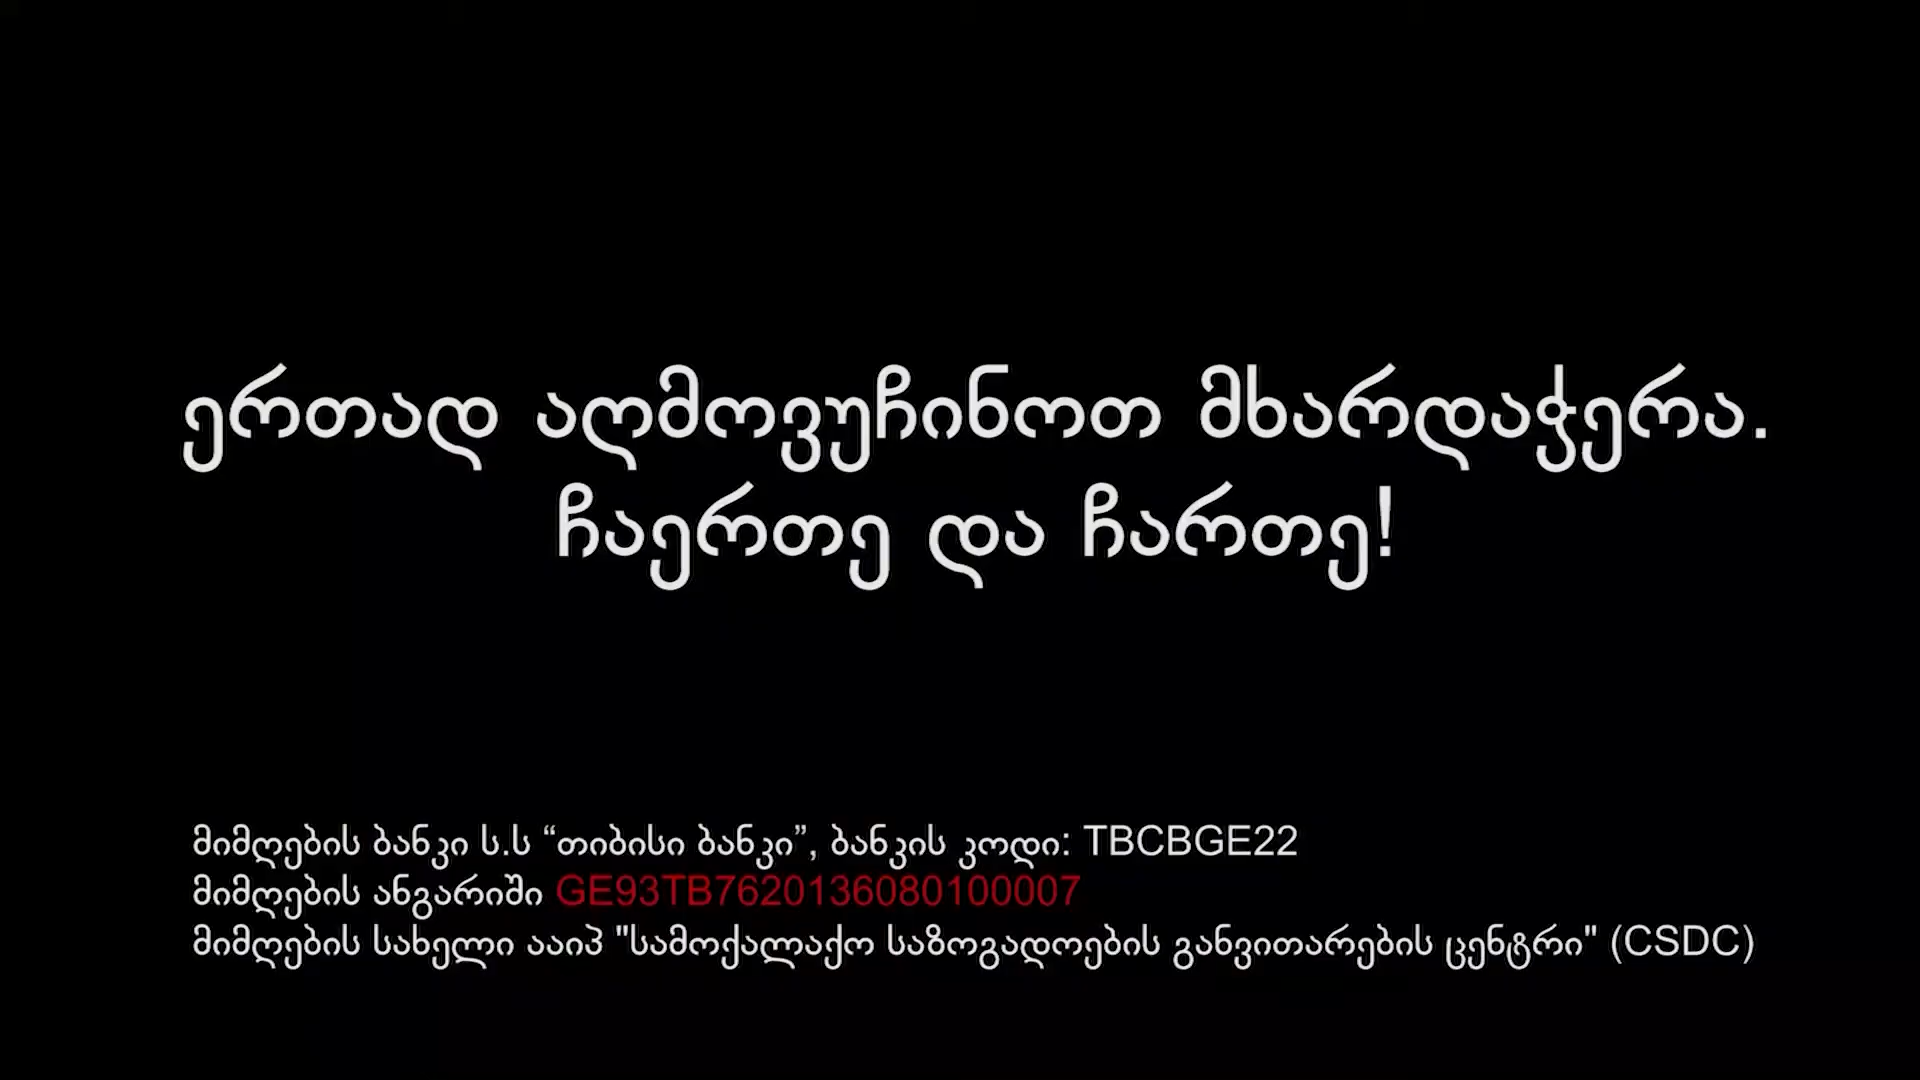 ერთად აღმოვუჩინოთ მხარდაჭერა.
ჩაერთე და ჩართე!
მიმღების ბანკი ს.ს “თიბისი ბანკი”, ბანკის კოდი: TBCBGE22
მიმღების ანგარიში GE93TB7620136080100007
მიმღების სახელი ააიპ "სამოქალაქო საზოგადოების განვითარების ცენტრი" (CSDC)